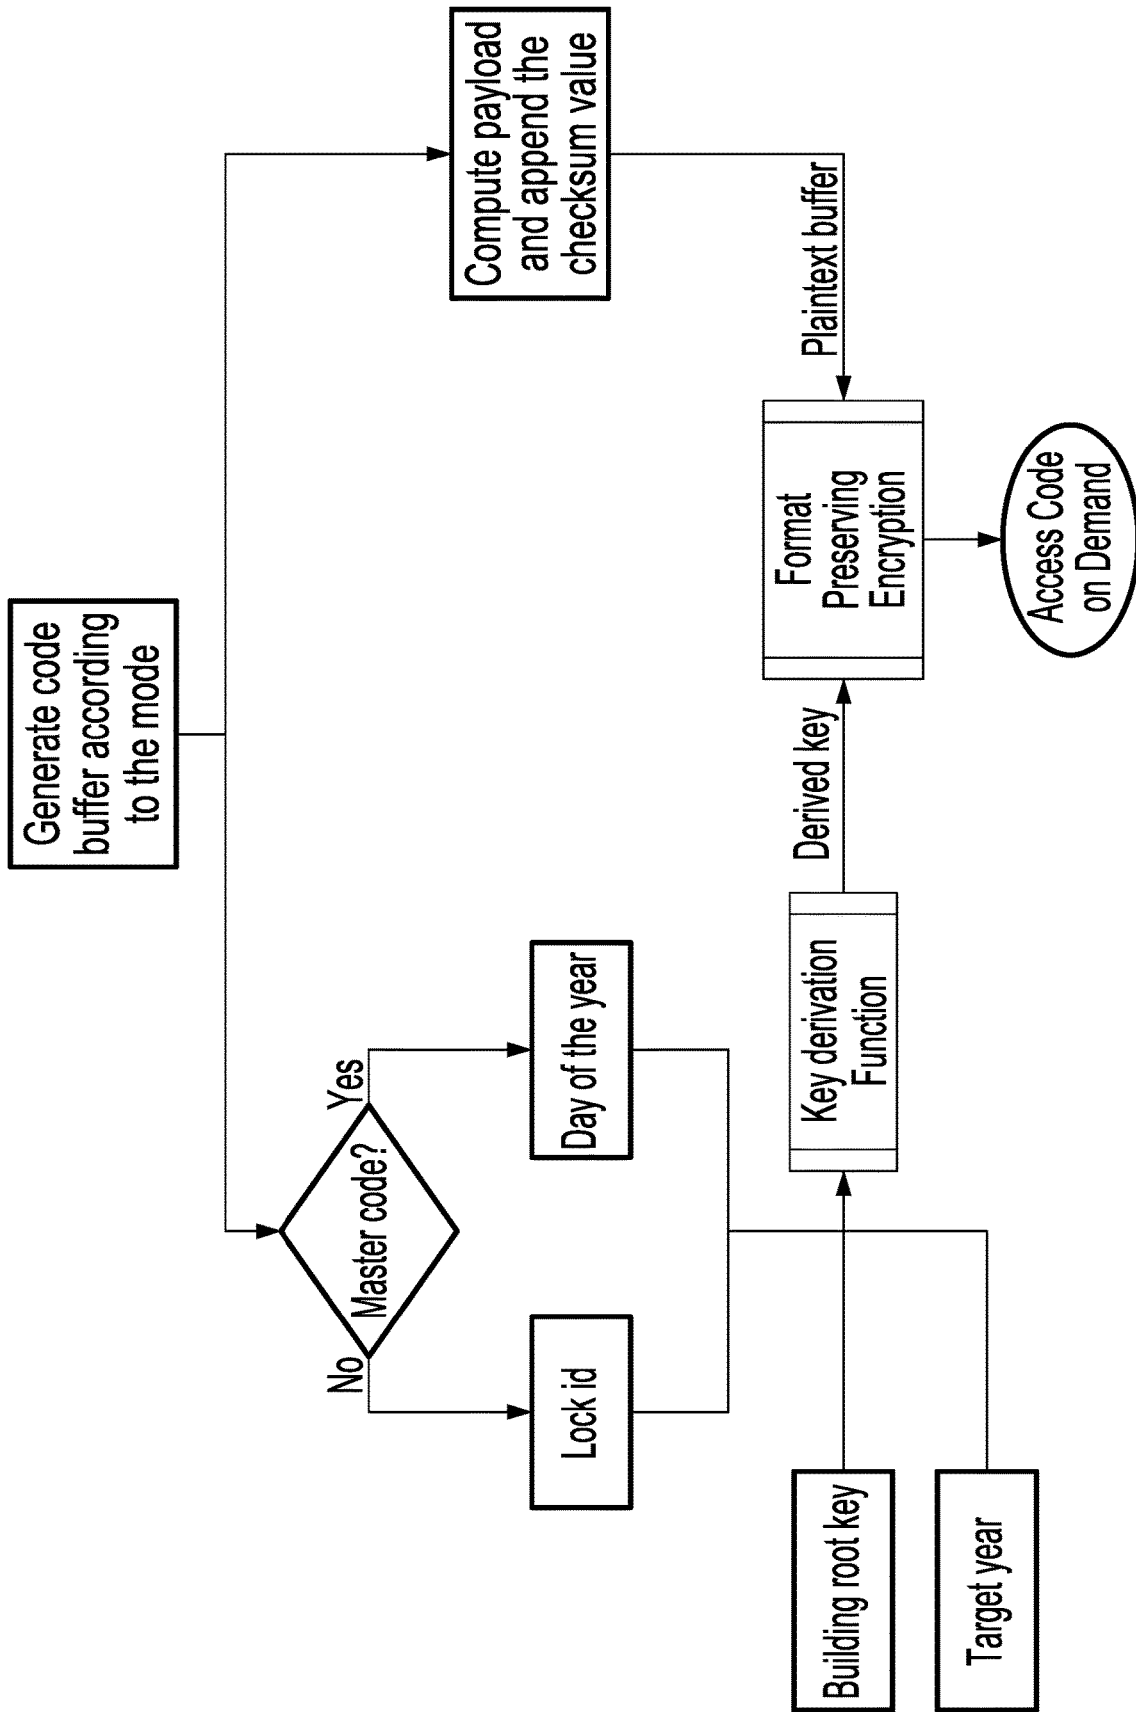 Generate code
buffer according
to the mode
Master code?
No
Yes
Lock id
Day of the year
Compute payload
and append the
checksum value
Building root key
Target year
Key derivation
Function
Derived key
Format
Preserving
Encryption
Plaintext buffer
Access Code
on Demand